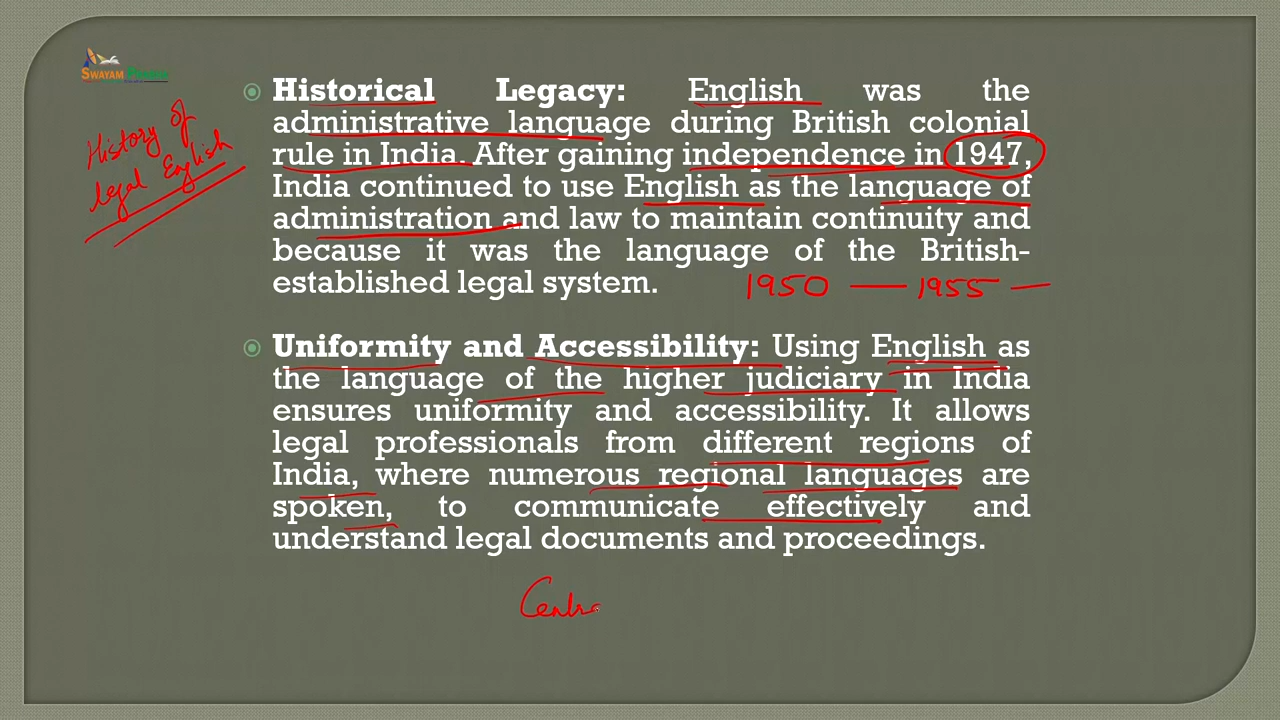 SWAYAM PRABHA
Historical Legacy: English was the
administrative language during British colonial
rule in India. After gaining independence in 1947,
India continued to use English as the language of
administration and law to maintain continuity and
because it was the language of the British-
established legal system.
1950 — 1955 —
History of
legal English
Uniformity and Accessibility: Using English as
the language of the higher judiciary in India
ensures uniformity and accessibility. It allows
legal professionals from different regions of
India, where numerous regional languages are
spoken, to communicate effectively and
understand legal documents and proceedings.